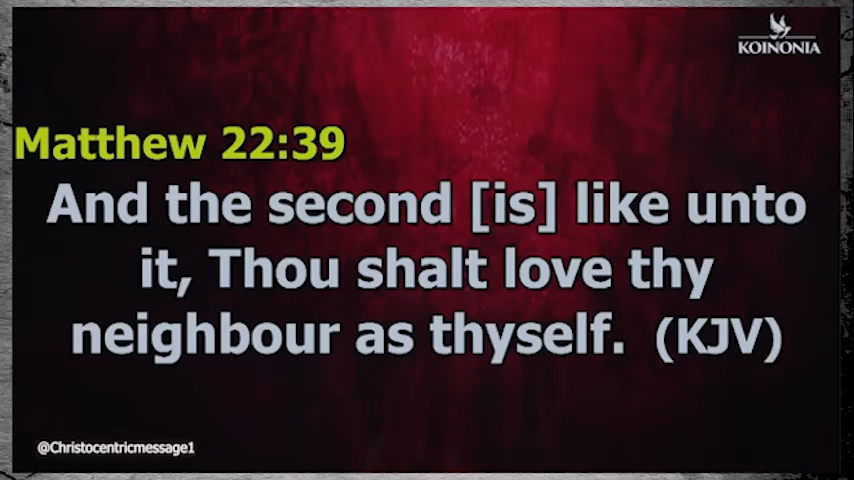 KOINONIA
Matthew 22:39
And the second [is] like unto
it, Thou shalt love thy
neighbour as thyself. (KJV)
@Christocentricmessage1